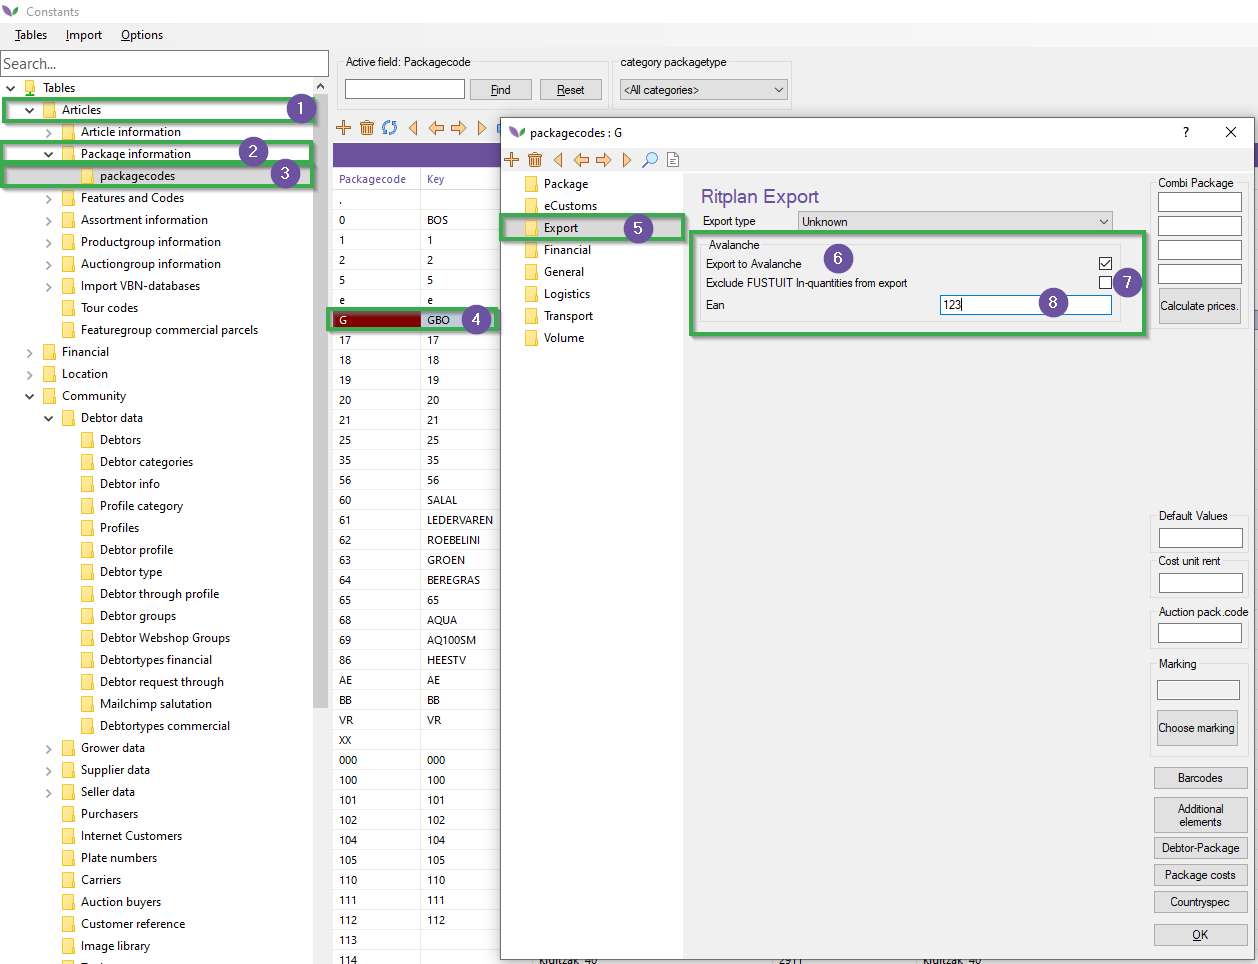 Constants
Tables Import Options
Search...
Tables
Articles 1
Article information
Package information 2
packagecodes 3
Features and Codes
Assortment information
Productgroup information
Auctiongroup information
Import VBN-databases
Tour codes
Featuregroup commercial parcels
Financial
Location
Community
Debtor data
Debtors
Debtor categories
Debtor info
Profile category
Profiles
Debtor profile
Debtor type
Debtor through profile
Debtor groups
Debtor Webshop Groups
Debtortypes financial
Debtor request through
Mailchimp salutation
Debtortypes commercial
Grower data
Supplier data
Seller data
Purchasers
Internet Customers
Plate numbers
Carriers
Auction buyers
Customer reference
Image library
Active field: Packagecode
Find Reset
category packagetype
<All categories>
Packagecode Key
.
0 BOS
1 1
2 2
5 5
e e
G GBO 4
17 17
18 18
19 19
20 20
21 21
25 25
35 35
56 56
60 SALAL
61 LEDERVAREN
62 ROEBELINI
63 GROEN
64 BEREGRAS
65 65
68 AQUA
69 AQ100SM
86 HEESTV
AE AE
BB BB
VR VR
XX
000 000
100 100
101 101
102 102
104 104
105 105
110 110
111 111
112 112
113
114
packagecodes : G
?
Package
eCustoms
Export 5
Financial
General
Logistics
Transport
Volume
Ritplan Export
Export type Unknown
Avalanche
Export to Avalanche 6
Exclude FUSTUIT In-quantities from export 7
Ean 123 8
Combi Package
Calculate prices.
Default Values
Cost unit rent
Auction pack.code
Marking
Choose marking
Barcodes
Additional
elements
Debtor-Package
Package costs
Countryspec
OK